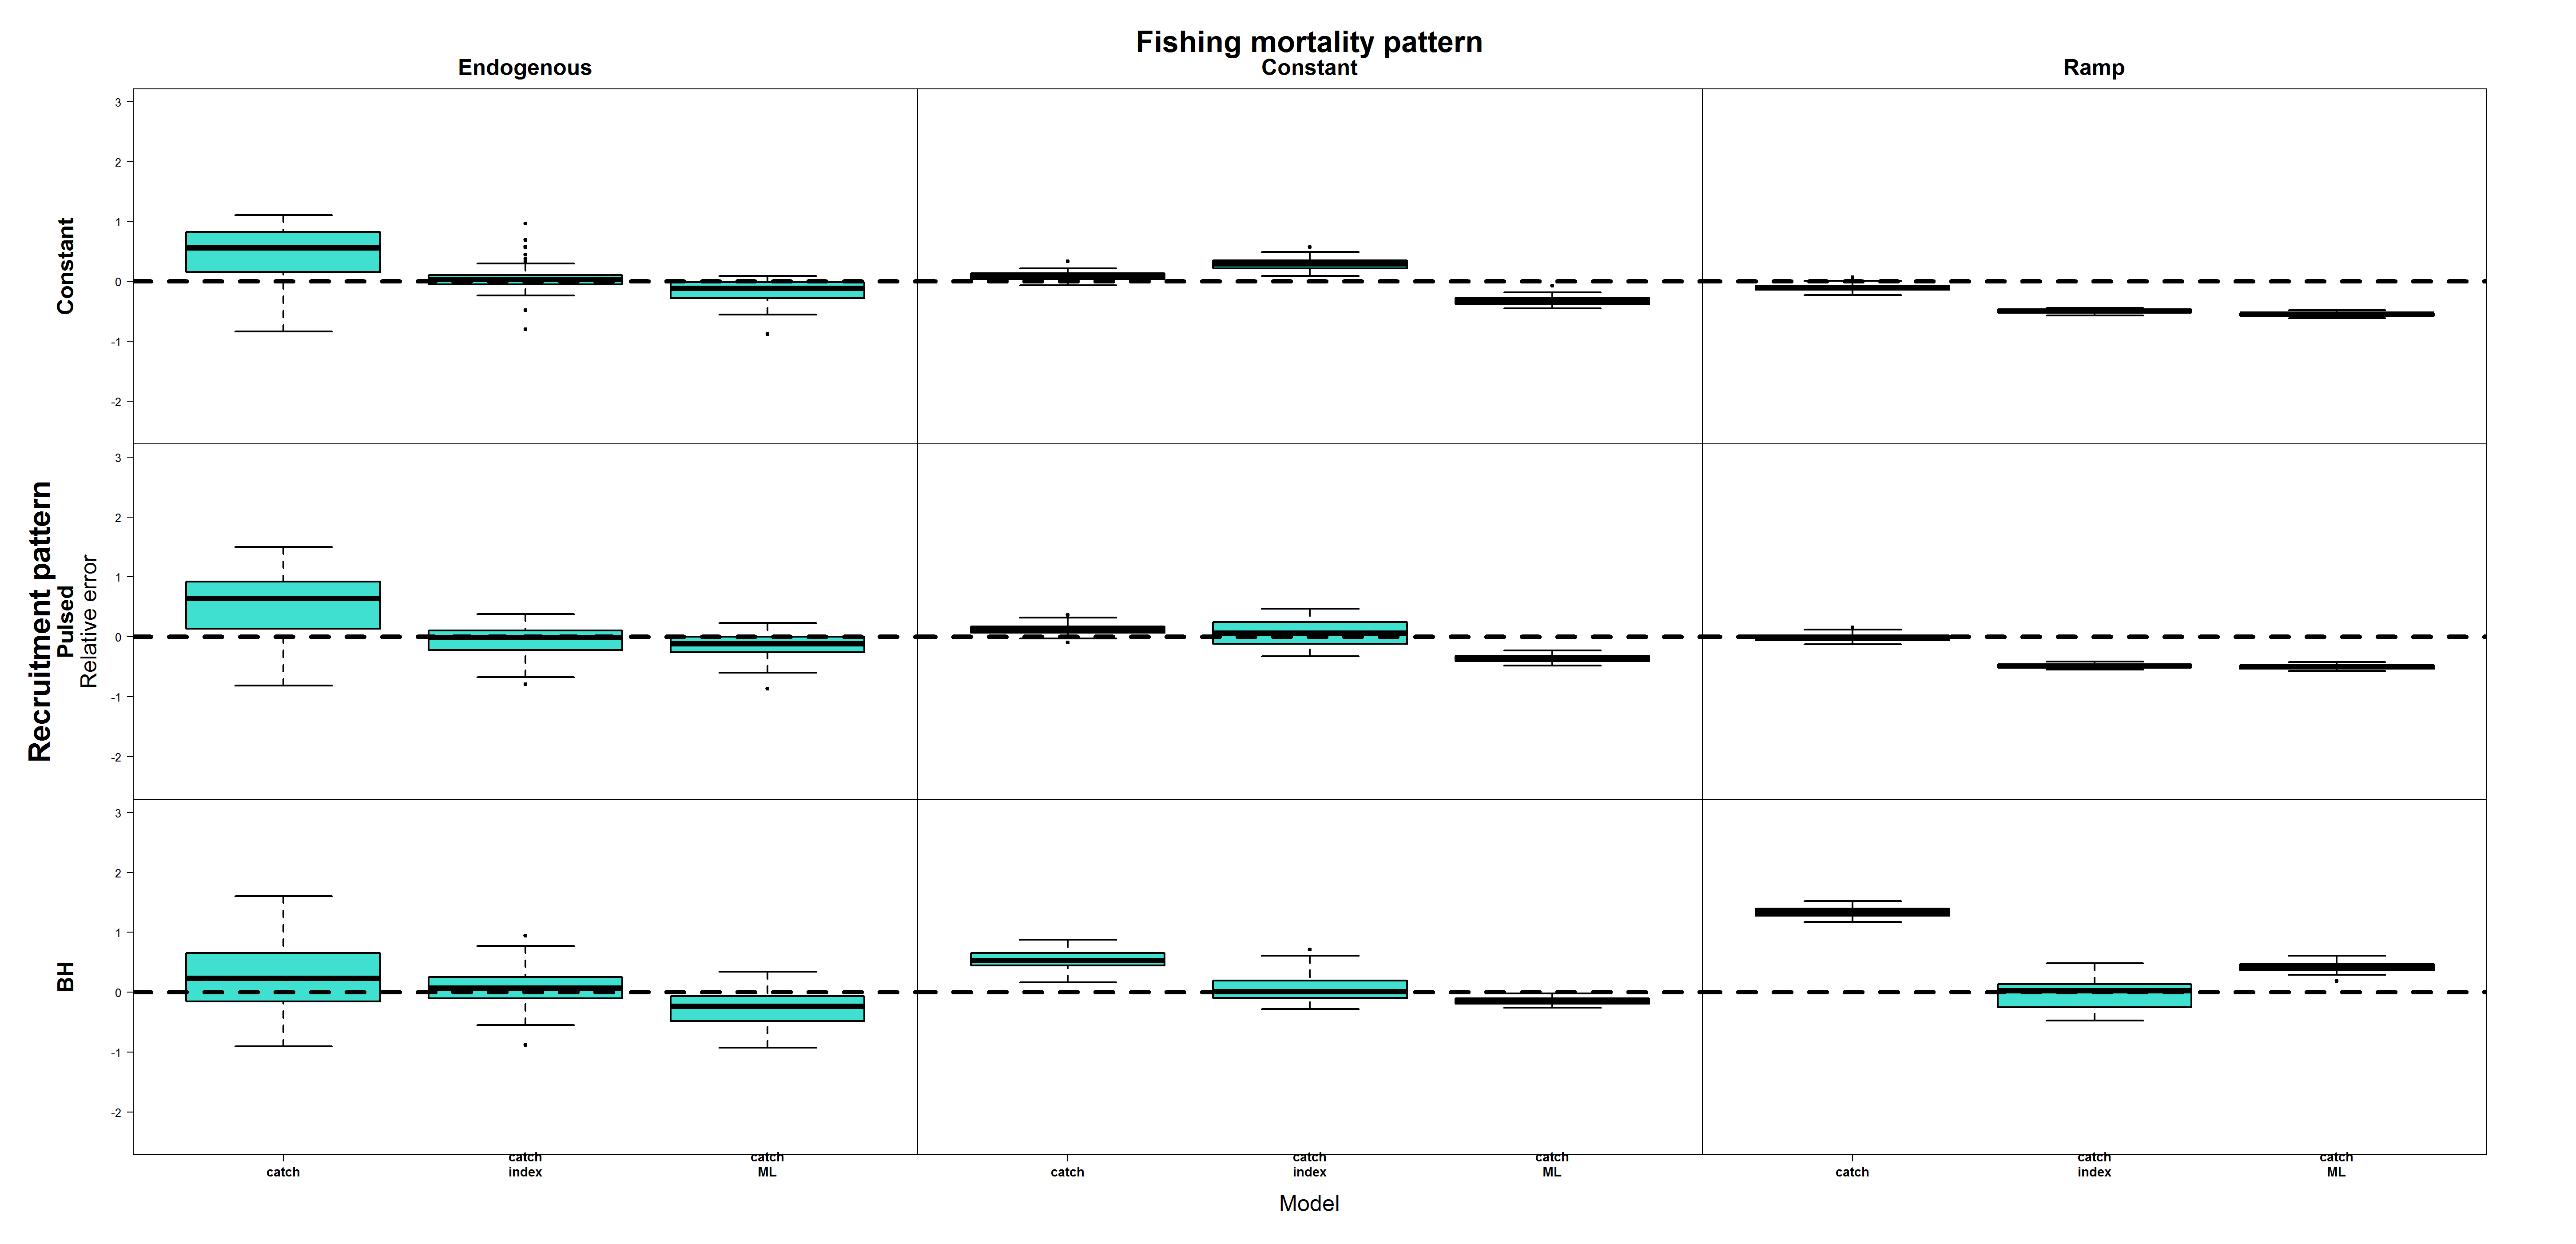 Fishing mortality pattern
Endogenous
Constant
Ramp
Recruitment pattern
Relative error
Constant
3
2
1
0
-1
-2
Pulsed
3
2
1
0
-1
-2
BH
3
2
1
0
-1
-2
catch
catch
index
catch
ML
catch
catch
index
catch
ML
catch
catch
index
catch
ML
Model